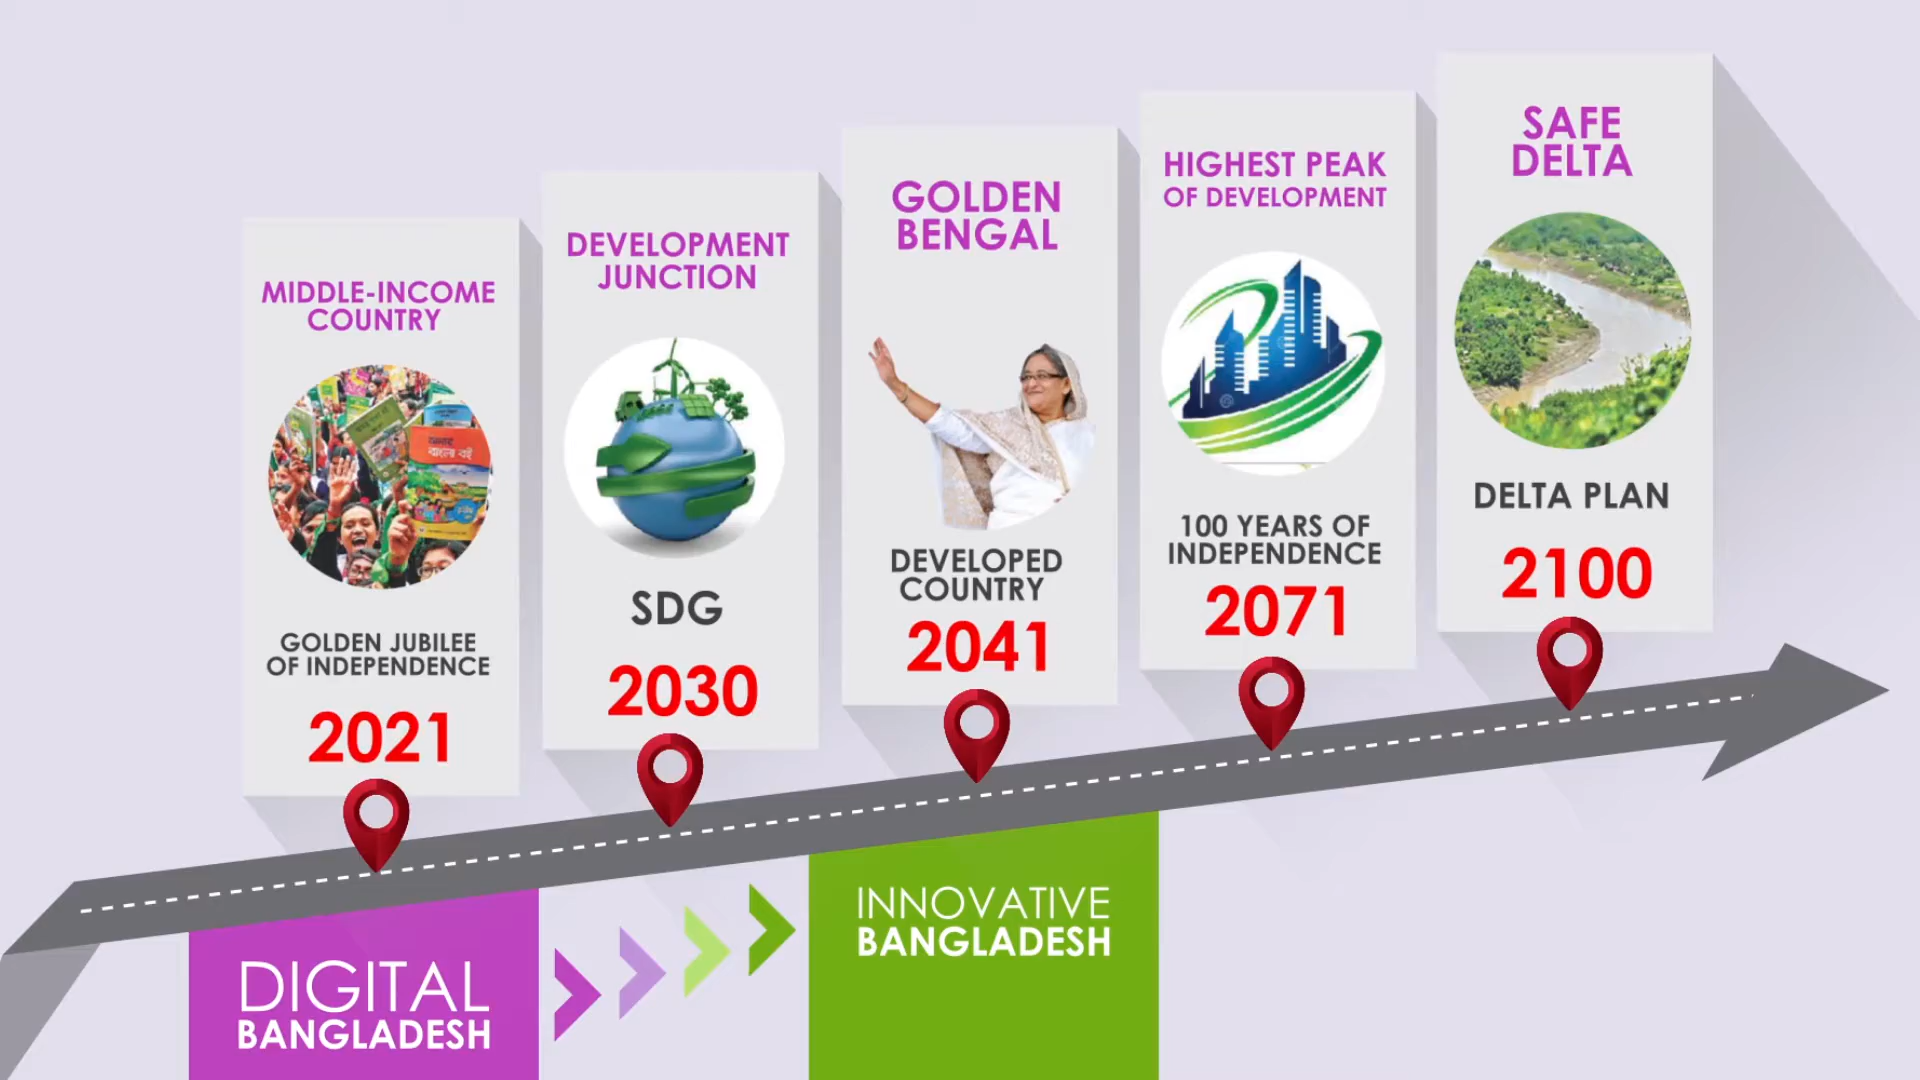 MIDDLE-INCOME
COUNTRY
বাংলা বই
GOLDEN JUBILEE
OF INDEPENDENCE
2021
DEVELOPMENT
JUNCTION
SDG
2030
GOLDEN
BENGAL
DEVELOPED
COUNTRY
2041
HIGHEST PEAK
OF DEVELOPMENT
100 YEARS OF
INDEPENDENCE
2071
SAFE
DELTA
DELTA PLAN
2100
DIGITAL
BANGLADESH
INNOVATIVE
BANGLADESH